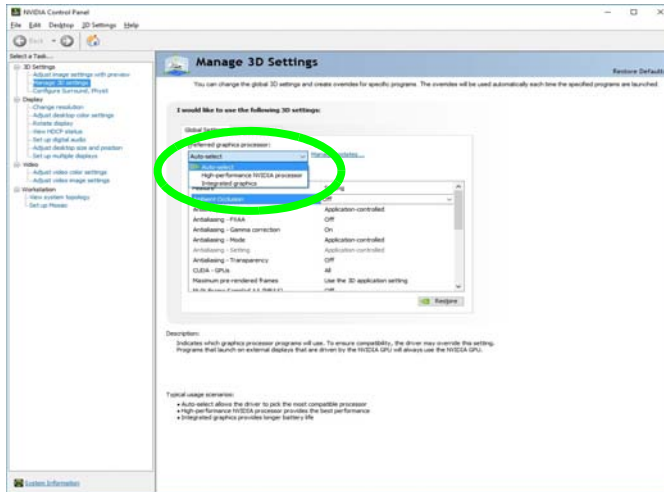 NVIDIA Control Panel
File Edit Desktop 3D Settings Help
Back
Select a Task...
3D Settings
Adjust image settings with preview
Manage 3D settings
Configure Surround, PhysX
Display
Change resolution
Adjust desktop color settings
Rotate display
View HDCP status
Set up digital audio
Adjust desktop size and position
Set up multiple displays
Video
Adjust video color settings
Adjust video image settings
Workstation
View system topology
Set up Mosaic
System Information
Manage 3D Settings
Restore Defaults
You can change the global 3D settings and create overrides for specific programs. The overrides will be used automatically each time the specified programs are launched.
I would like to use the following 3D settings:
Global Settings
Preferred graphics processor:
Auto-select
Auto-select
High-performance NVIDIA processor
Integrated graphics
Feature
Ambient Occlusion Off
Application-controlled
Antialiasing - FXAA Off
Antialiasing - Gamma correction On
Antialiasing - Mode Application-controlled
Antialiasing - Setting Application-controlled
Antialiasing - Transparency Off
CUDA - GPUs All
Maximum pre-rendered frames Use the 3D application setting
Multi-Frame Sampled AA (MFAA) Off
Restore
Description:
Indicates which graphics processor programs will use. To ensure compatibility, the driver may override this setting.
Programs that launch on external displays that are driven by the NVIDIA GPU will always use the NVIDIA GPU.
Typical usage scenarios:
• Auto-select allows the driver to pick the most compatible processor
• High-performance NVIDIA processor provides the best performance
• Integrated graphics provides longer battery life